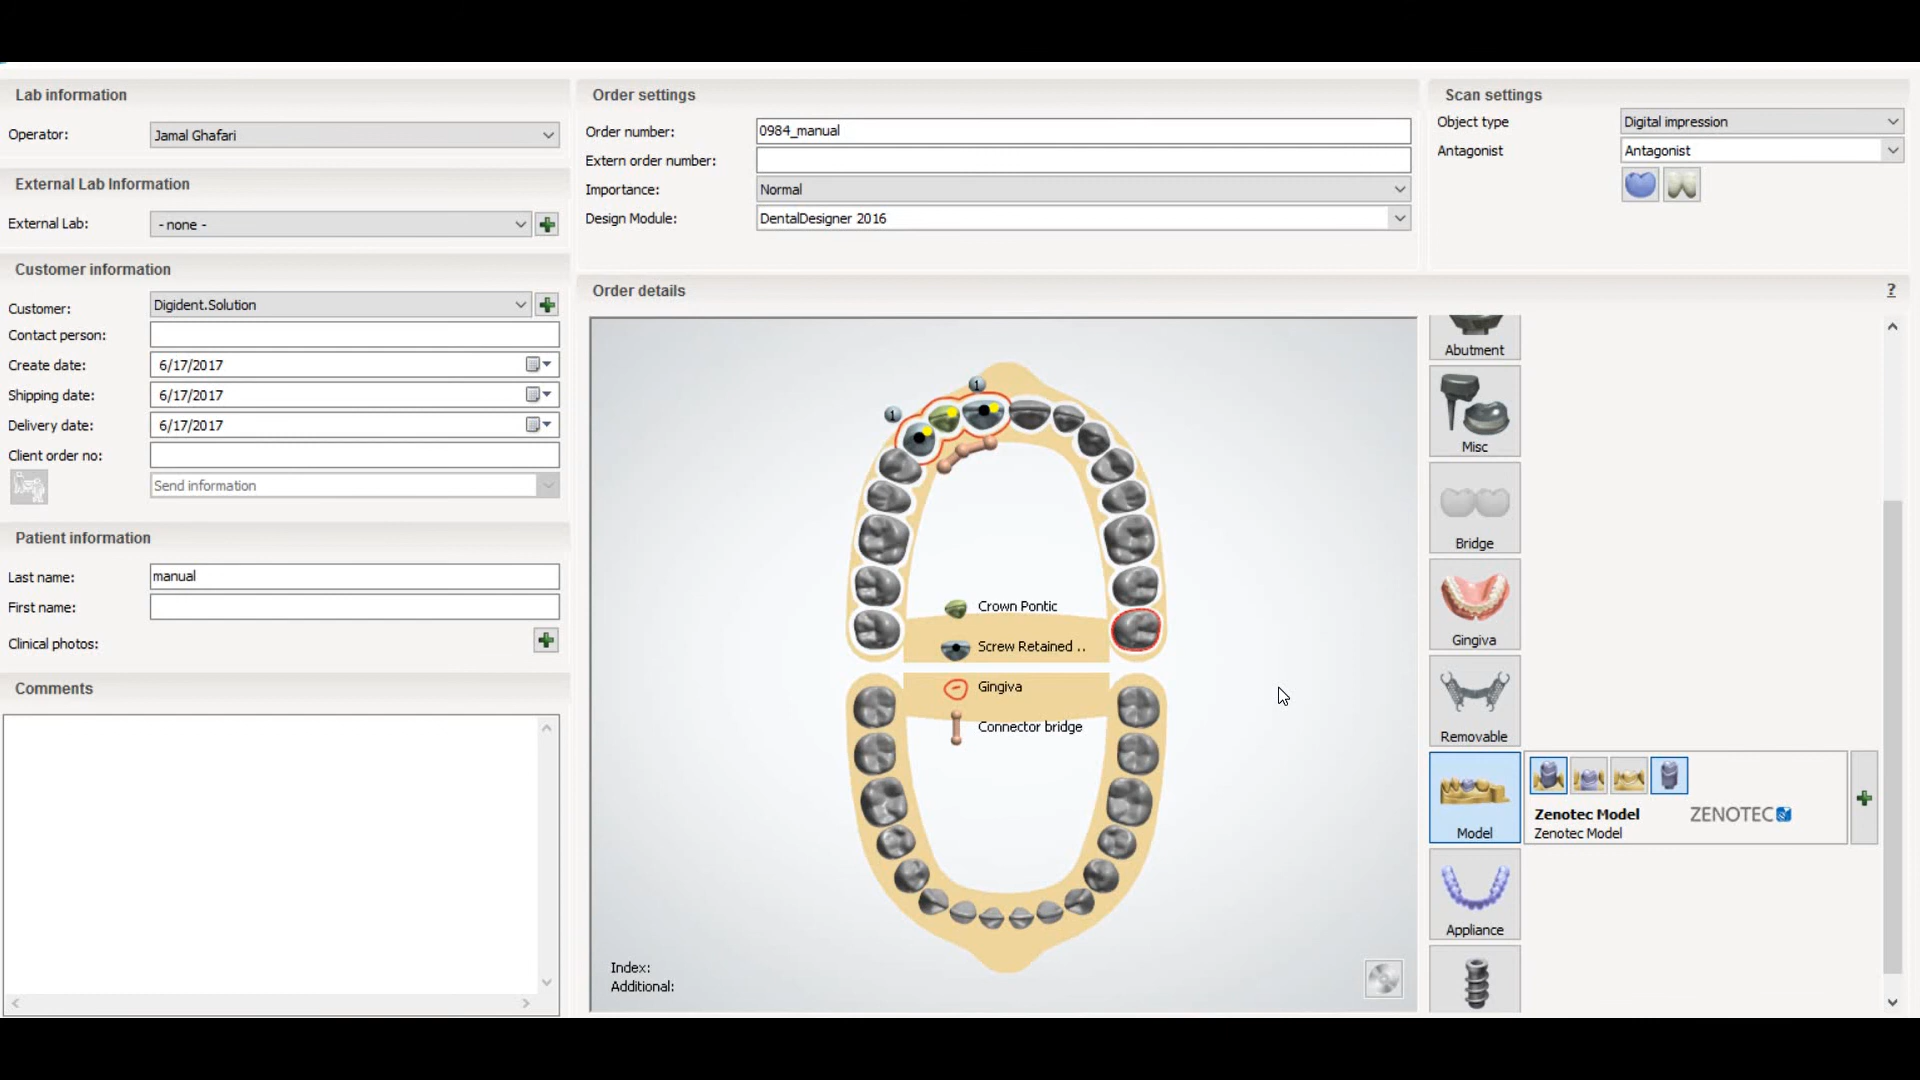 Lab information
Operator:
Jamal Ghafari
External Lab Information
External Lab:
- none -
Customer information
Customer:
Digident.Solution
Contact person:
Create date:
6/17/2017
Shipping date:
6/17/2017
Delivery date:
6/17/2017
Client order no:
Send information
Patient information
Last name:
manual
First name:
Clinical photos:
Comments
Order settings
Order number:
0984_manual
Extern order number:
Importance:
Normal
Design Module:
DentalDesigner 2016
Scan settings
Object type
Digital impression
Antagonist
Antagonist
Order details
?
1
1
Crown Pontic
Screw Retained ..
Gingiva
Connector bridge
Index:
Additional:
Abutment
Misc
Bridge
Gingiva
Removable
Model
Zenotec Model
Zenotec Model
ZENOTEC
Appliance